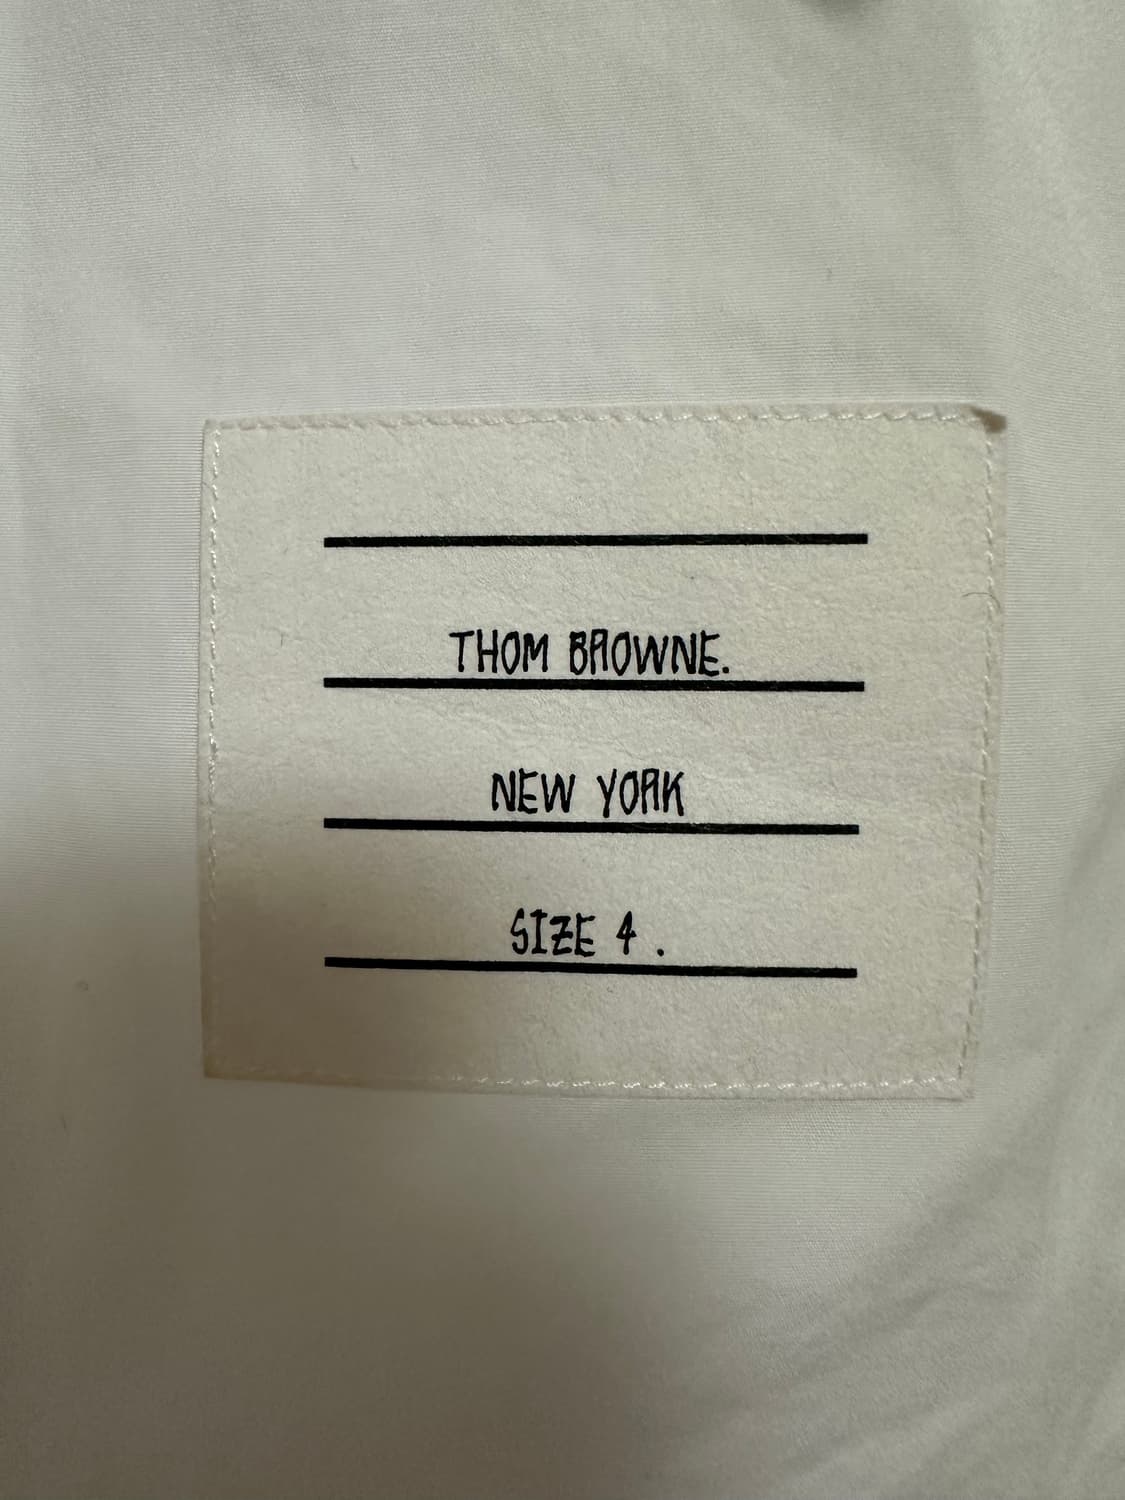 THOM BROWNE.
NEW YORK
SIZE 4 .